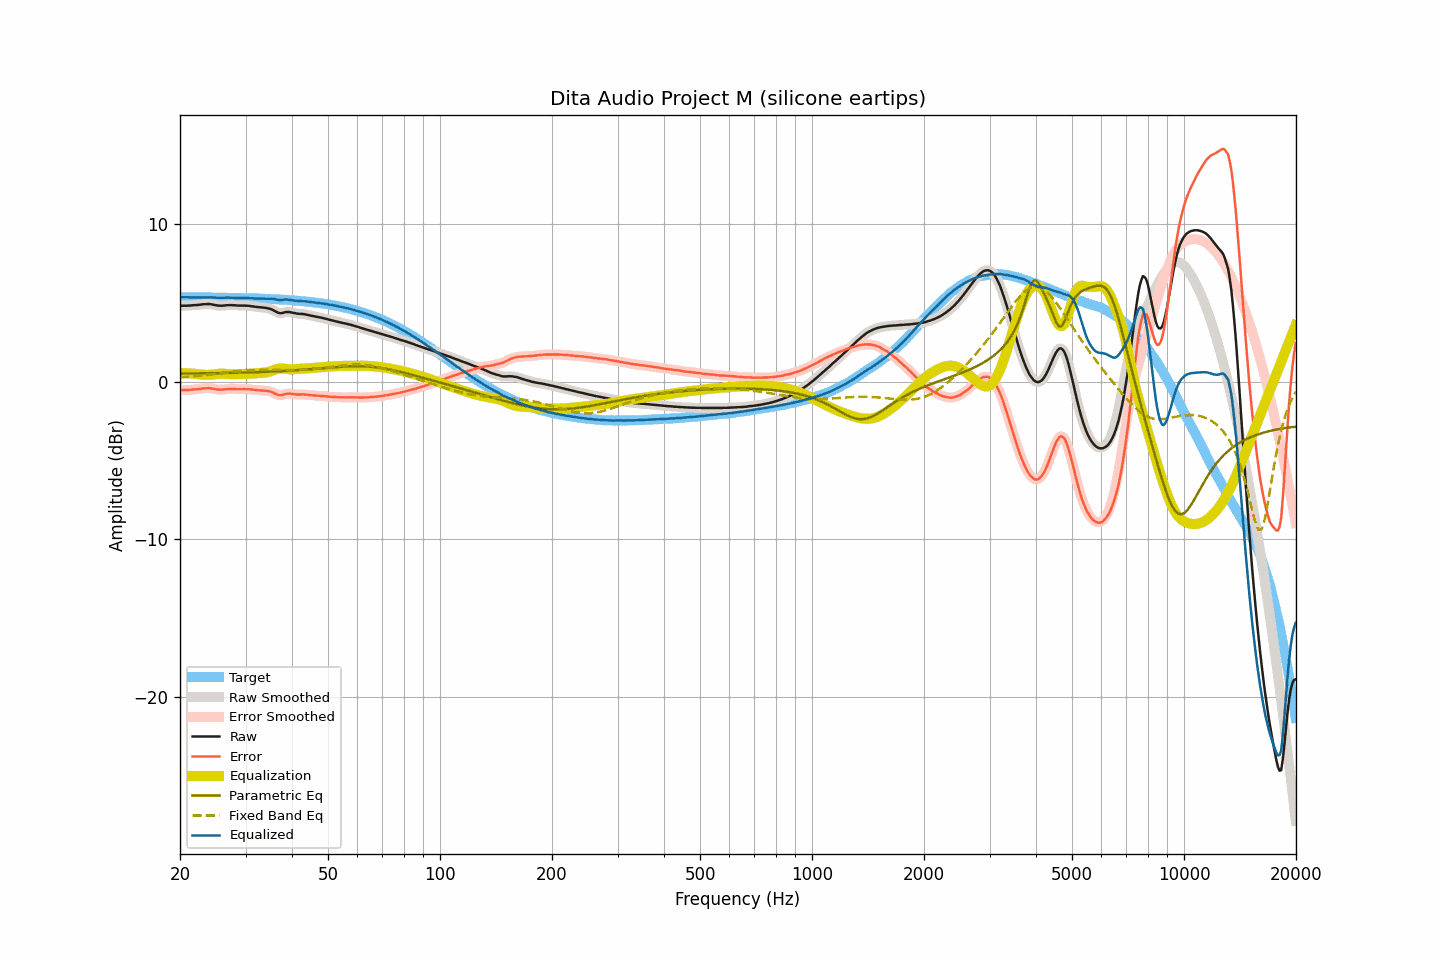 Dita Audio Project M (silicone eartips)
Amplitude (dBr)
10
0
−10
−20
Target
Raw Smoothed
Error Smoothed
Raw
Error
Equalization
Parametric Eq
Fixed Band Eq
Equalized
20
50
100
200
500
1000
2000
5000
10000
20000
Frequency (Hz)